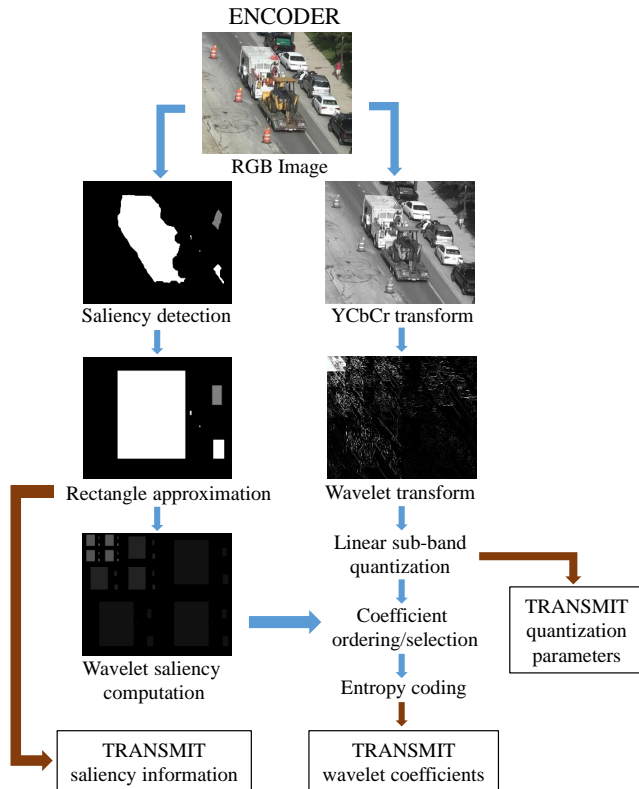 ENCODER
RGB Image
Saliency detection
YCbCr transform
Rectangle approximation
Wavelet transform
Linear sub-band
quantization
TRANSMIT
quantization
parameters
Coefficient
ordering/selection
Wavelet saliency
computation
Entropy coding
TRANSMIT
saliency information
TRANSMIT
wavelet coefficients